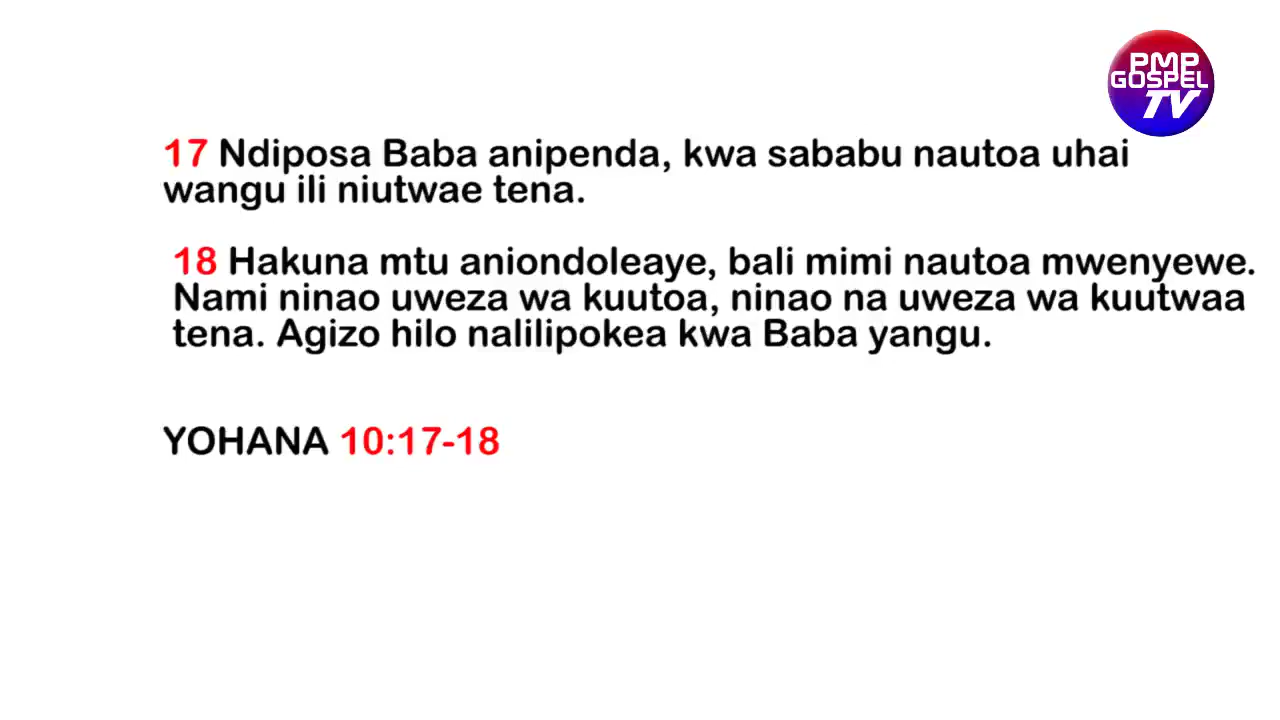 PMP
GOSPEL
TV
17 Ndiposa Baba anipenda, kwa sababu nautoa uhai
wangu ili niutwae tena.
18 Hakuna mtu aniondoleaye, bali mimi nautoa mwenyewe.
Nami ninao uweza wa kuutoa, ninao na uweza wa kuutwaa
tena. Agizo hilo nalilipokea kwa Baba yangu.
YOHANA 10:17-18